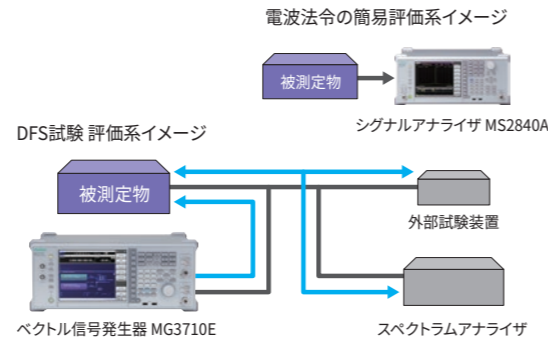 電波法令の簡易評価系イメージ
被測定物
シグナルアナライザ MS2840A
DFS試験 評価系イメージ
被測定物
外部試験装置
ベクトル信号発生器 MG3710E
スペクトラムアナライザ